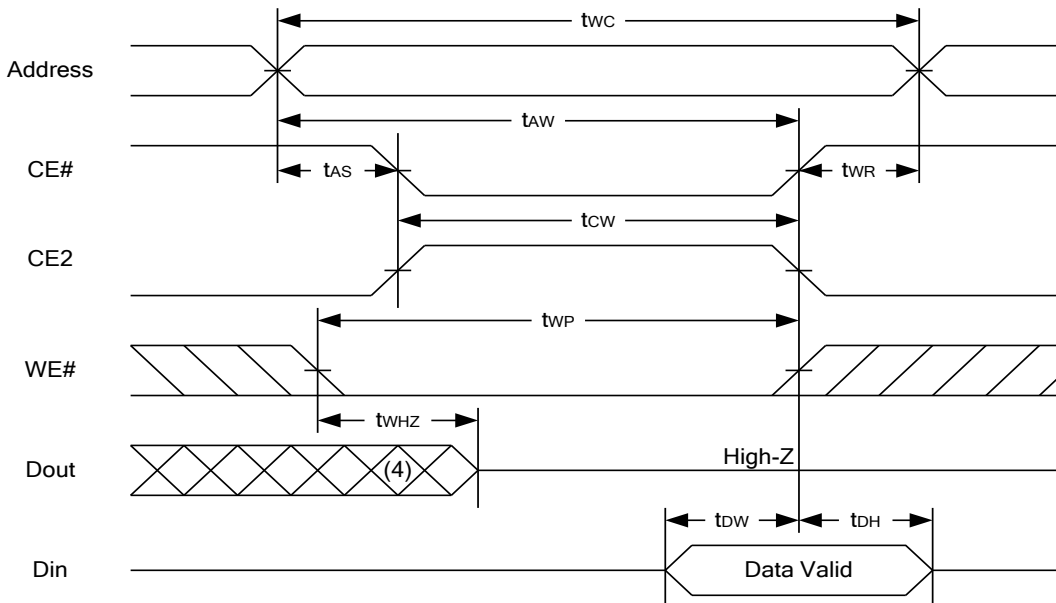 tWC
Address
tAW
CE#
tAS
tWR
tCW
CE2
tWP
WE#
tWHZ
Dout
(4)
High-Z
tDW
tDH
Din
Data Valid